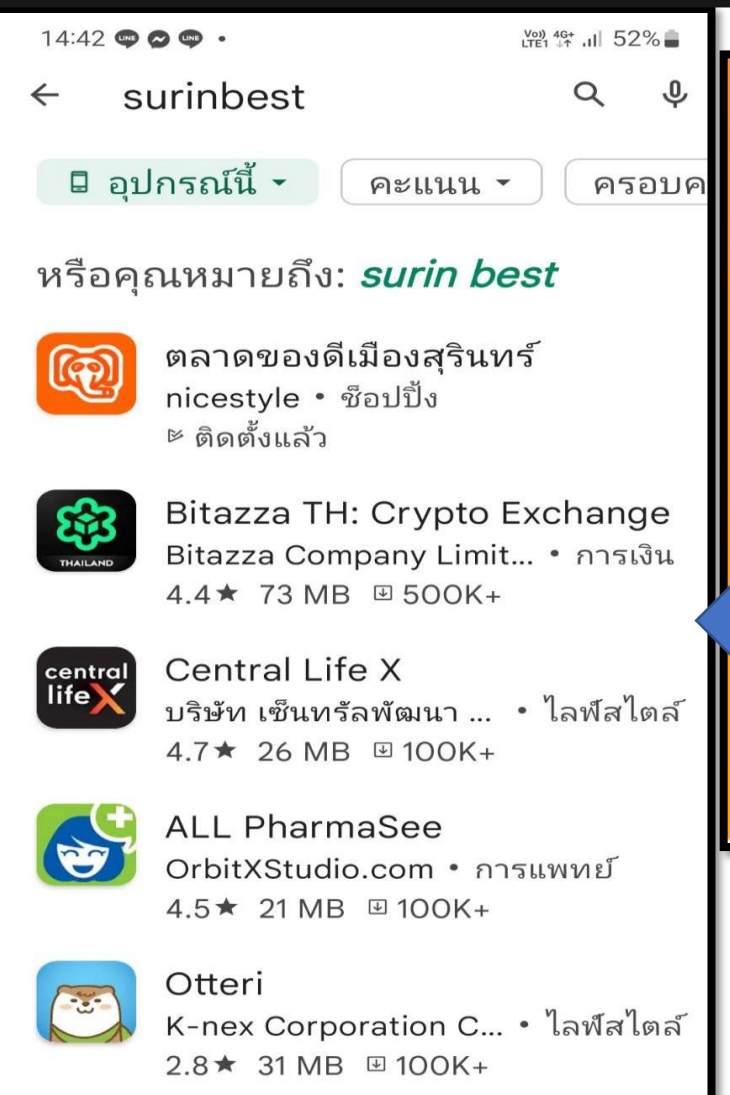 14:42 LINE LINE •
Vo)) 4G+
LTE1 52%
surinbest
อุปกรณ์นี้ คะแนน ครอบค
หรือคุณหมายถึง: surin best
ตลาดของดีเมืองสุรินทร์
nicestyle • ช็อปปิ้ง
ติดตั้งแล้ว
THAILAND
Bitazza TH: Crypto Exchange
Bitazza Company Limit... • การเงิน
4.4★ 73 MB 500K+
central
life X
Central Life X
บริษัท เซ็นทรัลพัฒนา ... • ไลฟ์สไตล์
4.7★ 26 MB 100K+
ALL PharmaSee
OrbitXStudio.com • การแพทย์
4.5★ 21 MB 100K+
Otteri
K-nex Corporation C... • ไลฟ์สไตล์
2.8★ 31 MB 100K+